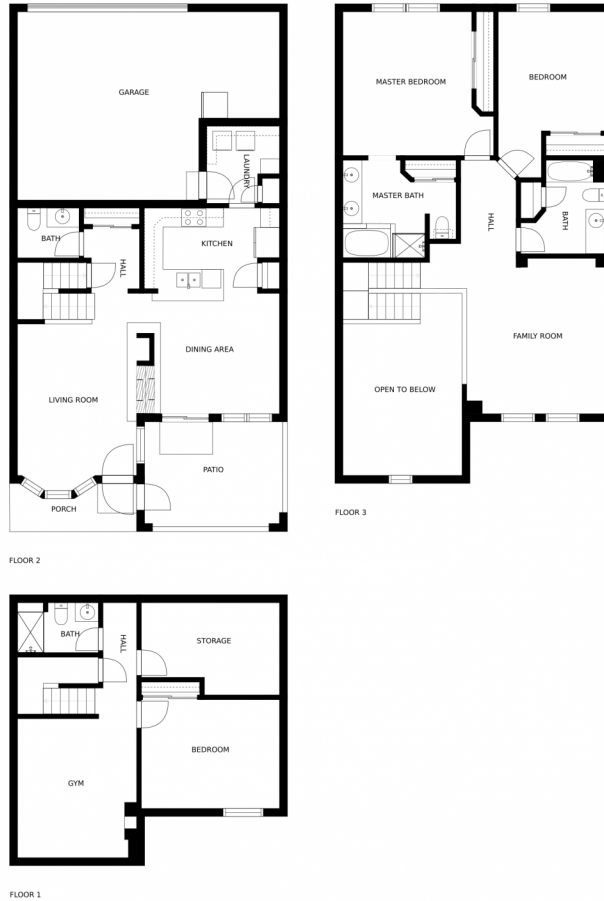 GARAGE
LAUNDRY
BATH
HALL
KITCHEN
DINING AREA
LIVING ROOM
PATIO
PORCH
FLOOR 2
MASTER BEDROOM
BEDROOM
MASTER BATH
HALL
BATH
FAMILY ROOM
OPEN TO BELOW
FLOOR 3
BATH
HALL
STORAGE
BEDROOM
GYM
FLOOR 1